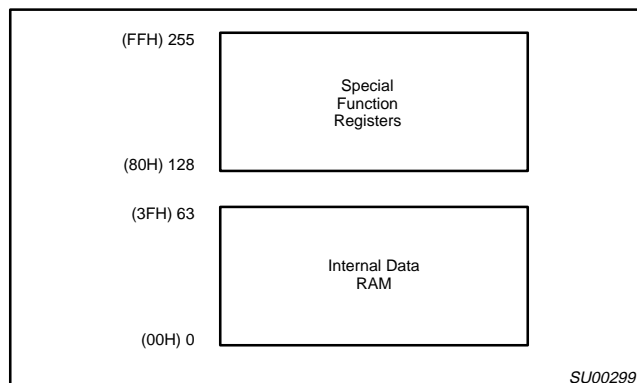 (FFH) 255
Special
Function
Registers
(80H) 128
(3FH) 63
Internal Data
RAM
(00H) 0
SU00299